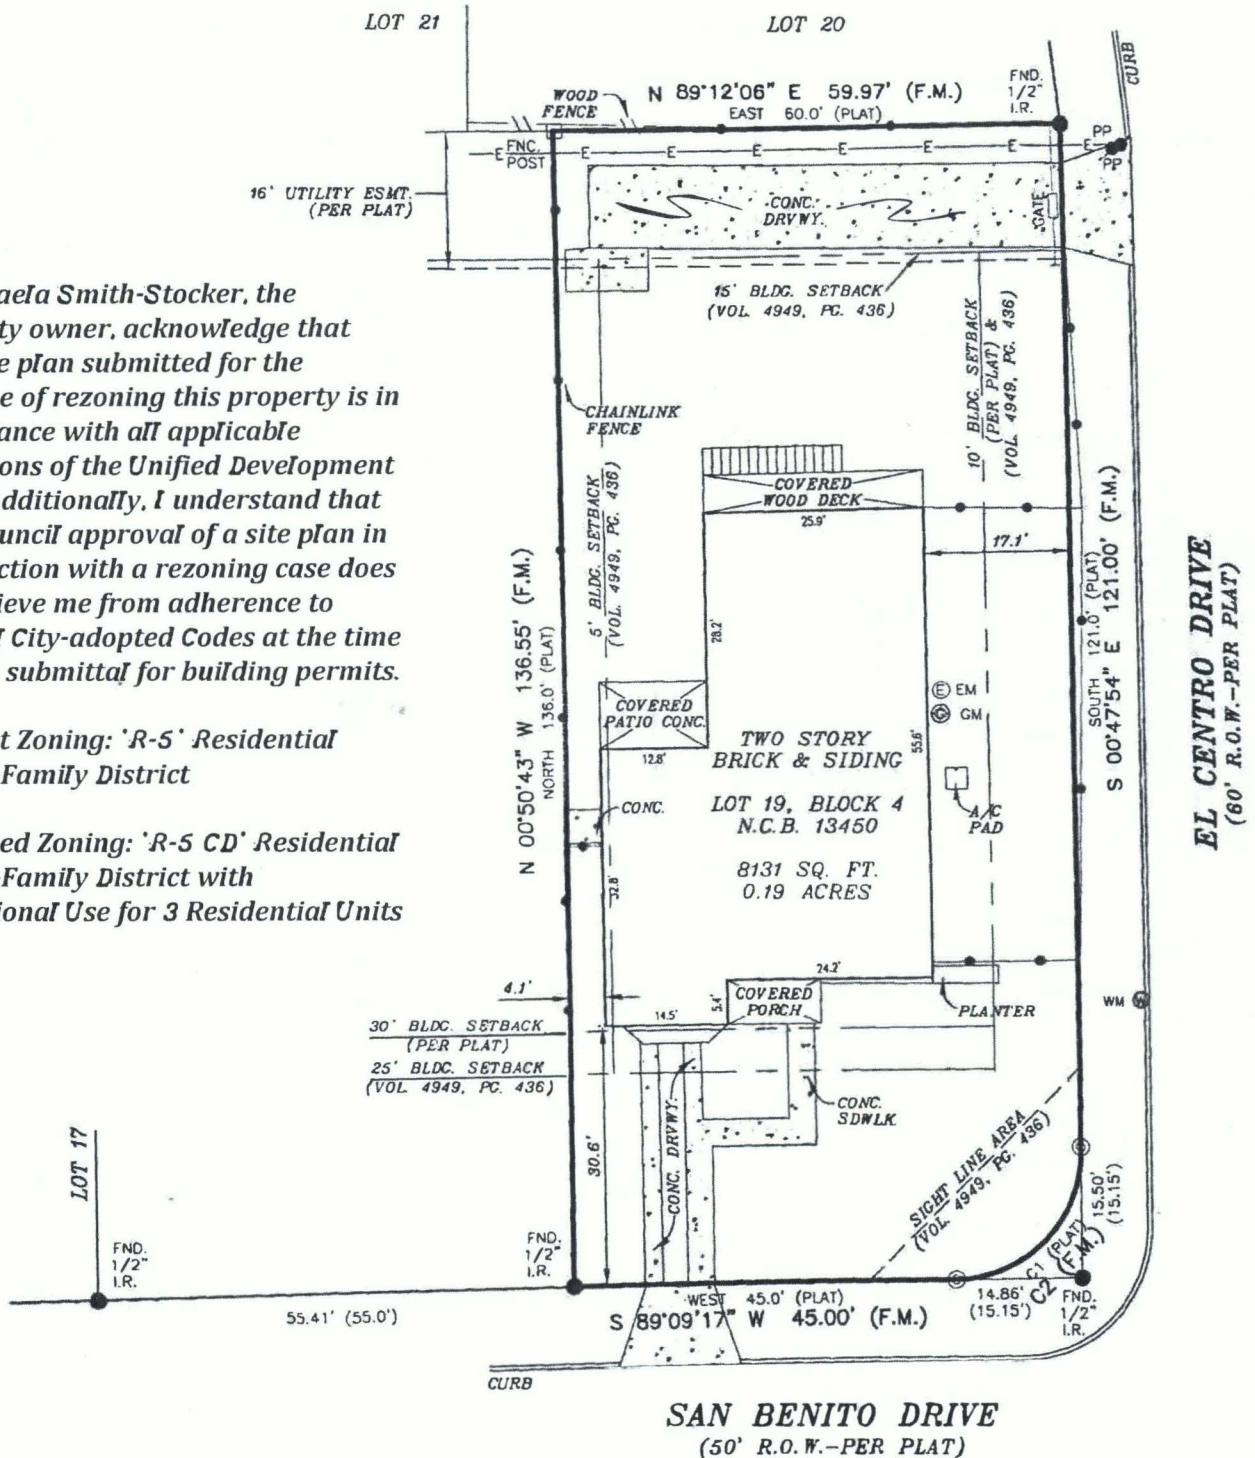 LOT 21
LOT 20
CURB
WOOD
FENCE
N 89°12'06" E 59.97' (F.M.)
EAST 60.0' (PLAT)
FND.
1/2"
I.R.
E
FNC.
POST
E
E
E
E
E
E
E
PP
PP
16' UTILITY ESMT.
(PER PLAT)
CONC.
DRVWY.
GATE
15' BLDG. SETBACK
(VOL. 4949, PG. 436)
10' BLDG. SETBACK
(PER PLAT) &
(VOL. 4949, PG. 436)
Smith-Stocker, the
ty owner, acknowledge that
e plan submitted for the
e of rezoning this property is in
ance with all applicable
ons of the Unified Development
dditionally, I understand that
uncil approval of a site plan in
ction with a rezoning case does
ieve me from adherence to
City-adopted Codes at the time
submittal for building permits.
t Zoning: 'R-5' Residential
Family District
ed Zoning: 'R-5 CD' Residential
Family District with
ional Use for 3 Residential Units
CHAINLINK
FENCE
5' BLDG. SETBACK
(VOL. 4949, PG. 436)
COVERED
WOOD DECK
25.9'
17.1'
N 00°50'43" W 136.55' (F.M.)
NORTH 136.0' (PLAT)
28.2'
SOUTH 121.0' (PLAT)
S 00°47'54" E 121.00' (F.M.)
EL CENTRO DRIVE
(60' R.O.W.-PER PLAT)
COVERED
PATIO CONC.
12.8'
E EM
G GM
TWO STORY
BRICK & SIDING
55.6'
LOT 19, BLOCK 4
N.C.B. 13450
8131 SQ. FT.
0.19 ACRES
A/C
PAD
CONC.
32.8'
24.2'
COVERED
PORCH
5.4'
14.5'
PLANTER
WM W
4.1'
30' BLDG. SETBACK
(PER PLAT)
25' BLDG. SETBACK
(VOL. 4949, PG. 436)
30.6'
CONC. DRVWY.
CONC.
SDWLK
SIGHT LINE AREA
(VOL. 4949, PG. 436)
LOT 17
FND.
1/2"
I.R.
FND.
1/2"
I.R.
15.50'
(15.15')
C1 (PLAT)
C2 (F.M.)
14.86'
(15.15')
FND.
1/2"
I.R.
55.41' (55.0')
WEST 45.0' (PLAT)
S 89°09'17" W 45.00' (F.M.)
CURB
SAN BENITO DRIVE
(50' R.O.W.-PER PLAT)